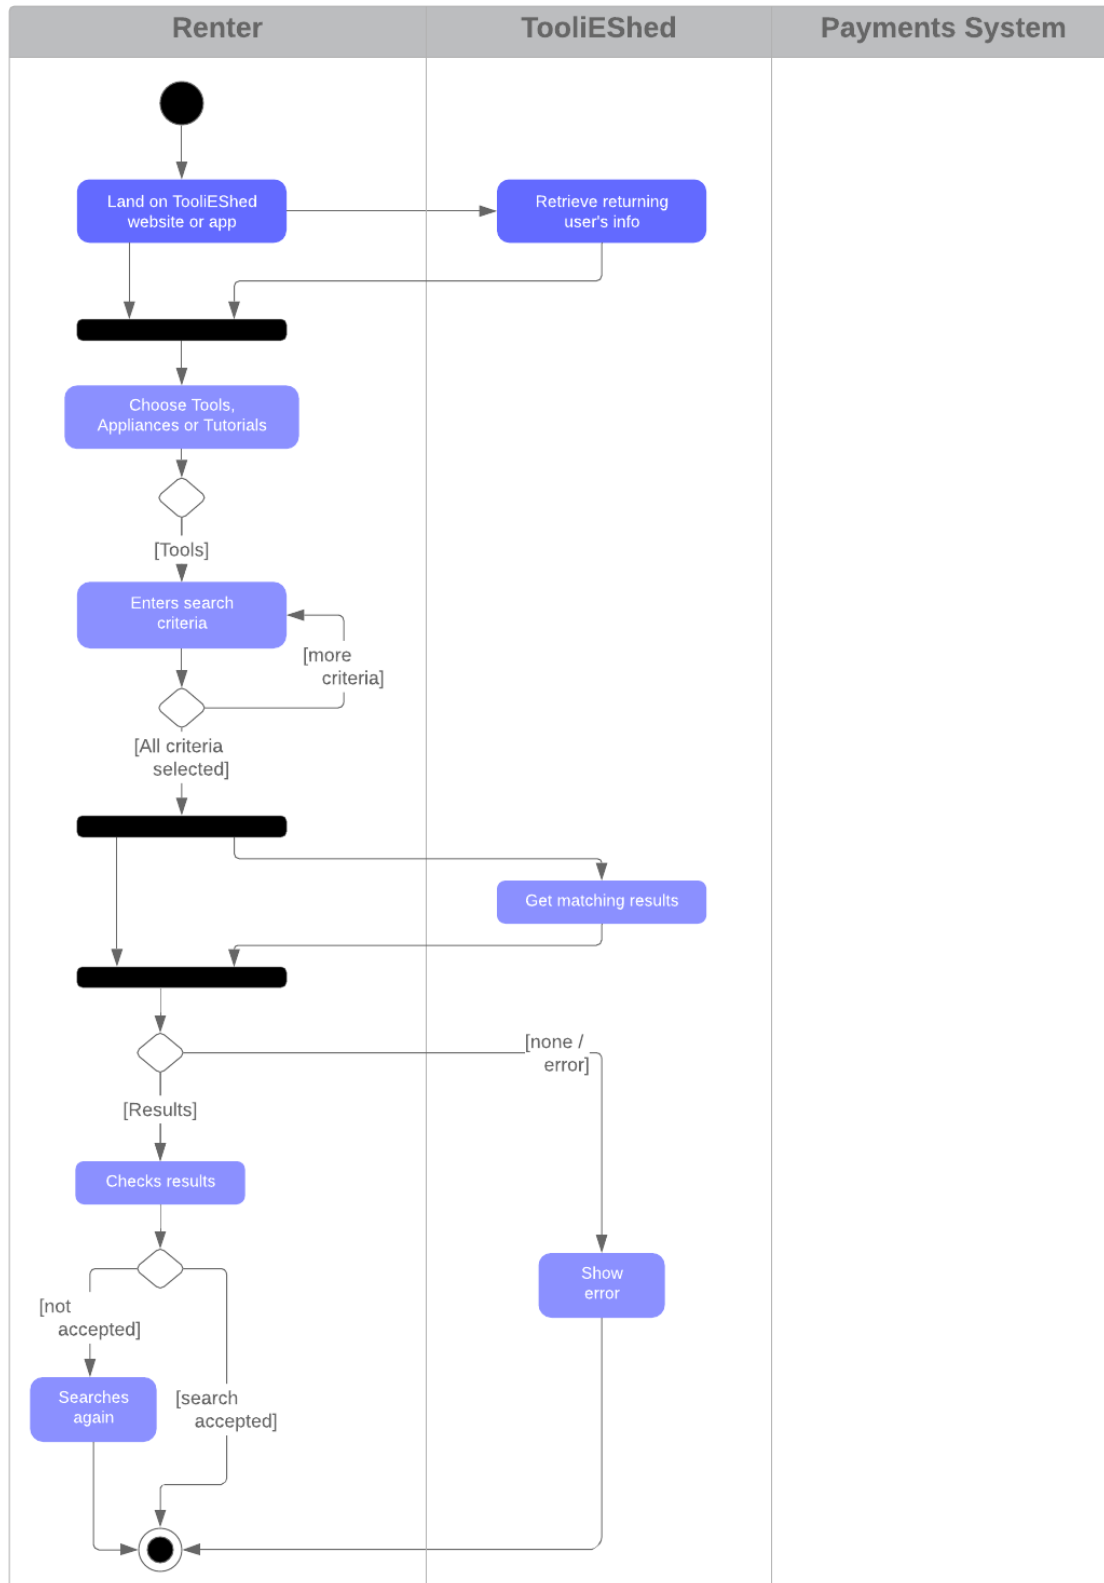 Renter
TooliEShed
Payments System
Land on TooliEShed
website or app
Retrieve returning
user's info
Choose Tools,
Appliances or Tutorials
[Tools]
Enters search
criteria
[more
criteria]
[All criteria
selected]
Get matching results
[none /
error]
[Results]
Checks results
Show
error
[not
accepted]
Searches
again
[search
accepted]